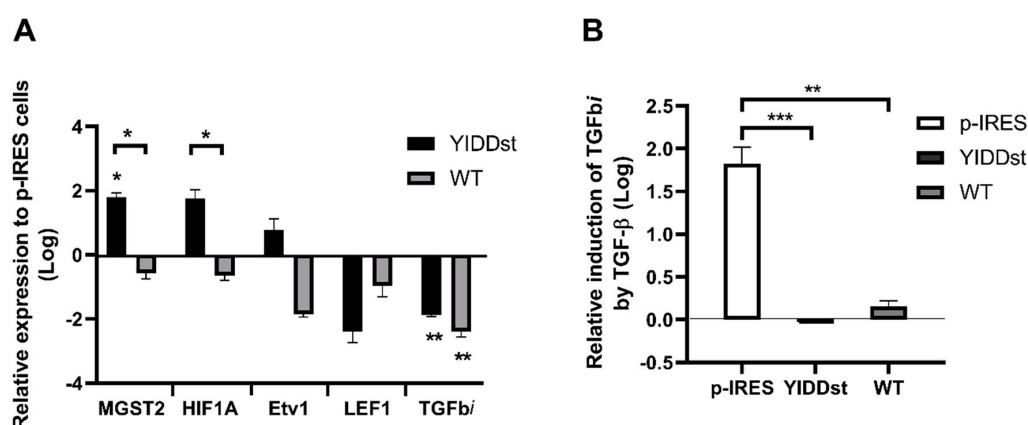 A
Relative expression to p-IRES cells
(Log)
4
2
0
-2
-4
*
*
*
**
**
YIDDst
WT
MGST2 HIF1A Etv1 LEF1 TGFbi
B
Relative induction of TGFbi
by TGF-β (Log)
2.5
2.0
1.5
1.0
0.5
0.0
-0.5
**
***
p-IRES
YIDDst
WT
p-IRES YIDDst WT